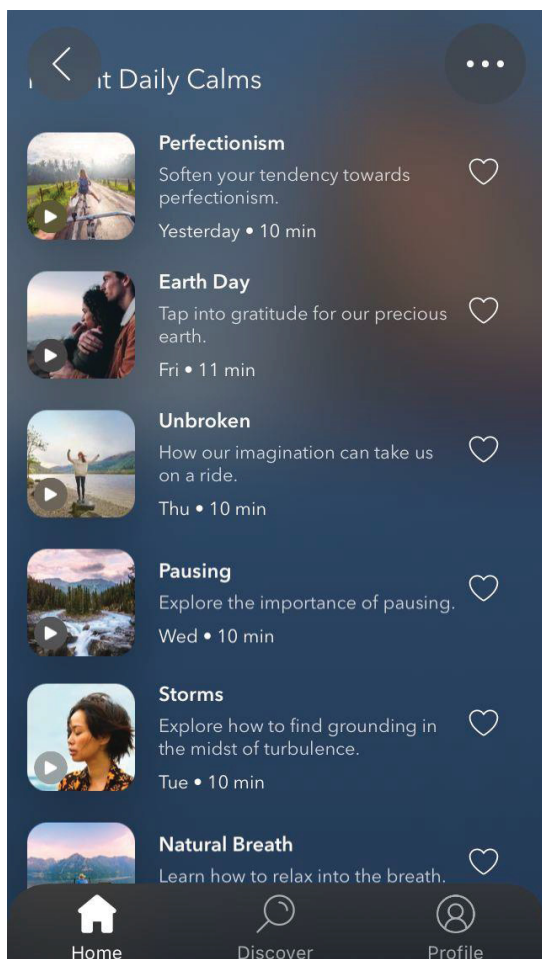 t Daily Calms
Perfectionism
Soften your tendency towards
perfectionism.
Yesterday • 10 min
Earth Day
Tap into gratitude for our precious
earth.
Fri • 11 min
Unbroken
How our imagination can take us
on a ride.
Thu • 10 min
Pausing
Explore the importance of pausing.
Wed • 10 min
Storms
Explore how to find grounding in
the midst of turbulence.
Tue • 10 min
Natural Breath
Learn how to relax into the breath.
Home
Discover
Profile